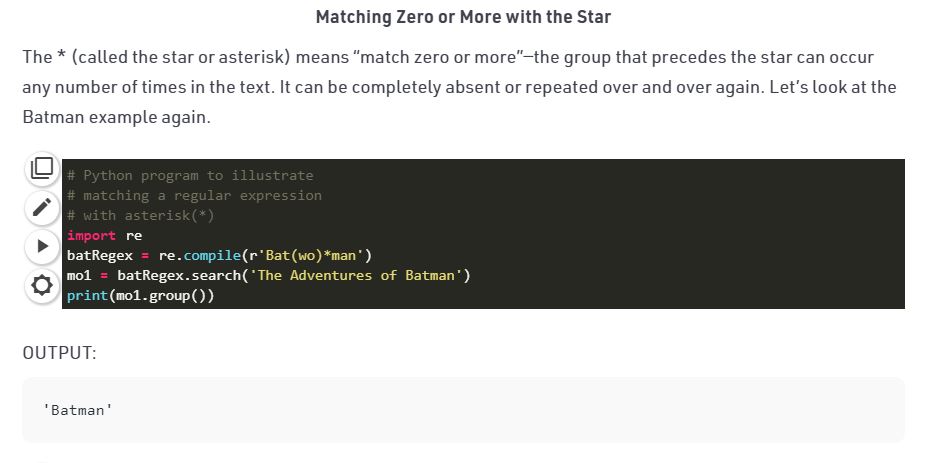 Matching Zero or More with the Star
The * (called the star or asterisk) means “match zero or more”—the group that precedes the star can occur
any number of times in the text. It can be completely absent or repeated over and over again. Let’s look at the
Batman example again.
# Python program to illustrate
# matching a regular expression
# with asterisk(*)
import re
batRegex = re.compile(r'Bat(wo)*man')
mo1 = batRegex.search('The Adventures of Batman')
print(mo1.group())
OUTPUT:
'Batman'